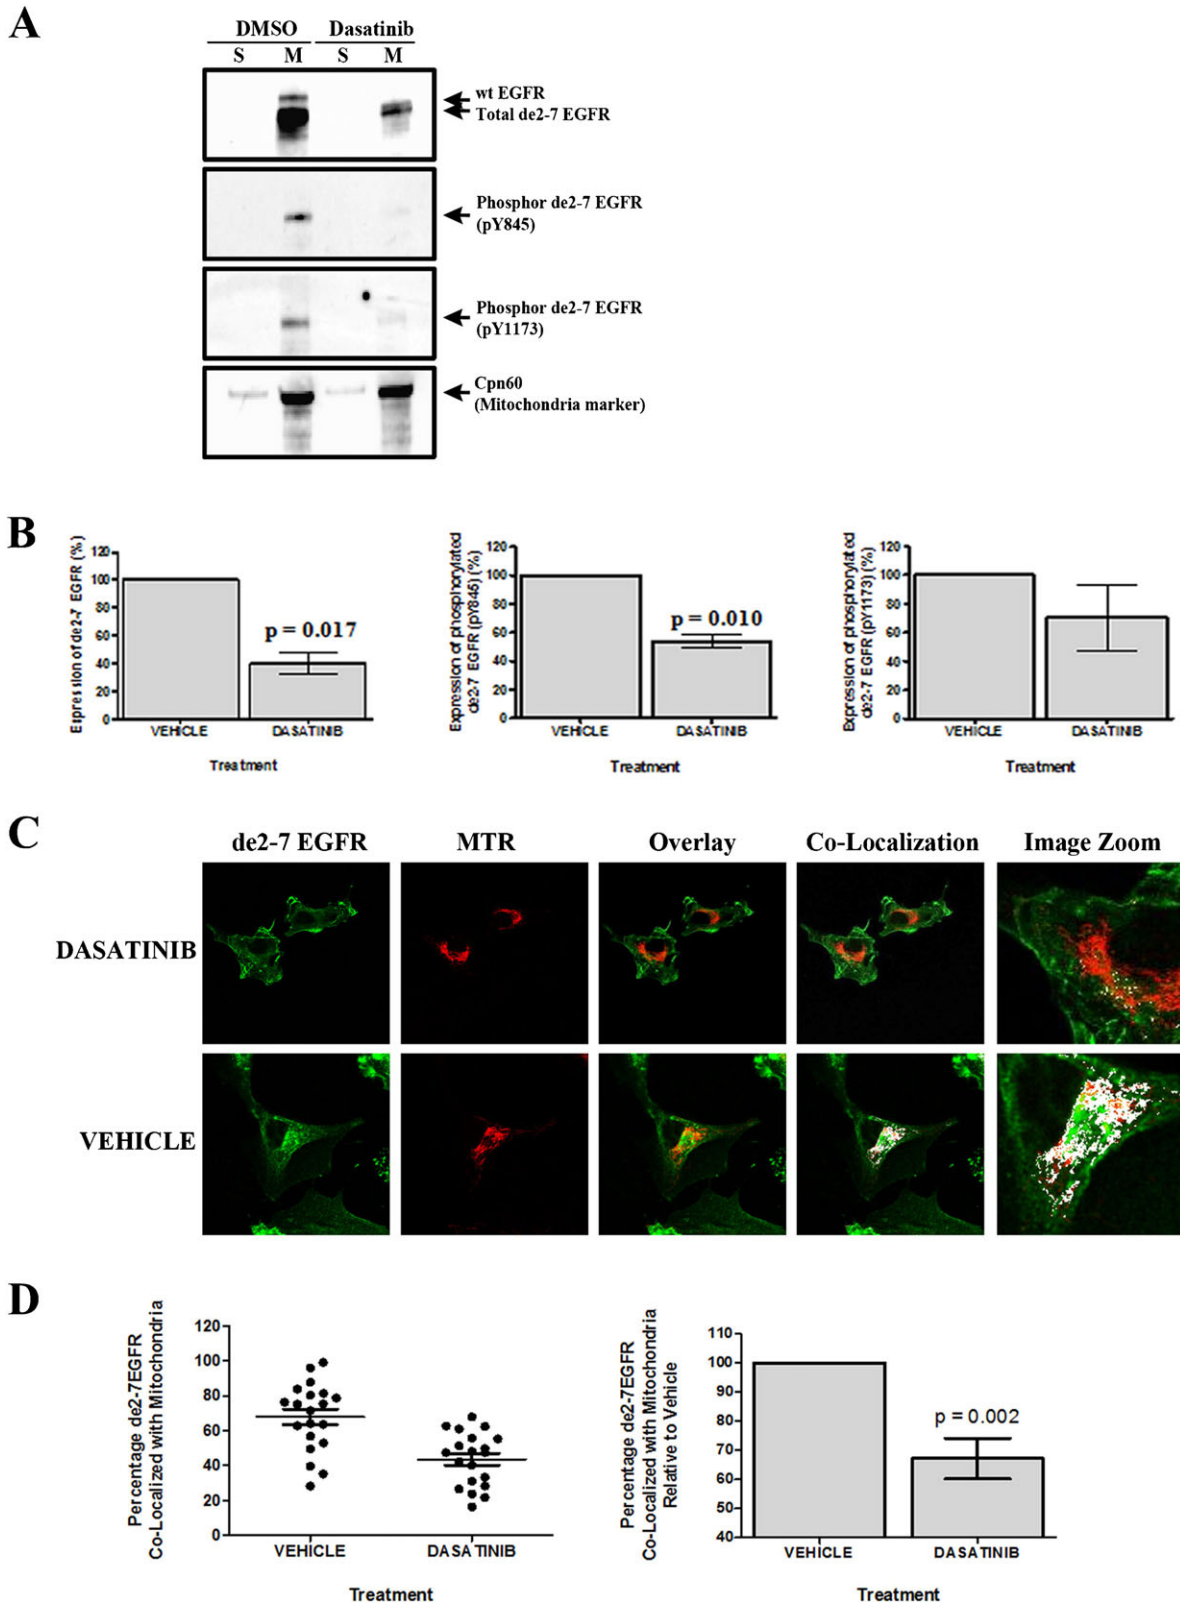 A
DMSO Dasatinib
S M S M
wt EGFR
Total de2-7 EGFR
Phosphor de2-7 EGFR
(pY845)
Phosphor de2-7 EGFR
(pY1173)
Cpn60
(Mitochondria marker)
B
Expression of de2-7 EGFR (%)
120
100
80
60
40
20
0
p = 0.017
VEHICLE DASATINIB
Treatment
Expression of phosphorylated
de2-7 EGFR (pY845) (%)
120
100
80
60
40
20
0
p = 0.010
VEHICLE DASATINIB
Treatment
Expression of phosphorylated
de2-7 EGFR (pY1173) (%)
120
100
80
60
40
20
0
VEHICLE DASATINIB
Treatment
C
de2-7 EGFR MTR Overlay Co-Localization Image Zoom
DASATINIB
VEHICLE
D
Percentage de2-7EGFR
Co-Localized with Mitochondria
120
100
80
60
40
20
0
VEHICLE DASATINIB
Treatment
Percentage de2-7EGFR
Co-Localized with Mitochondria
Relative to Vehicle
110
100
90
80
70
60
50
40
p = 0.002
VEHICLE DASATINIB
Treatment